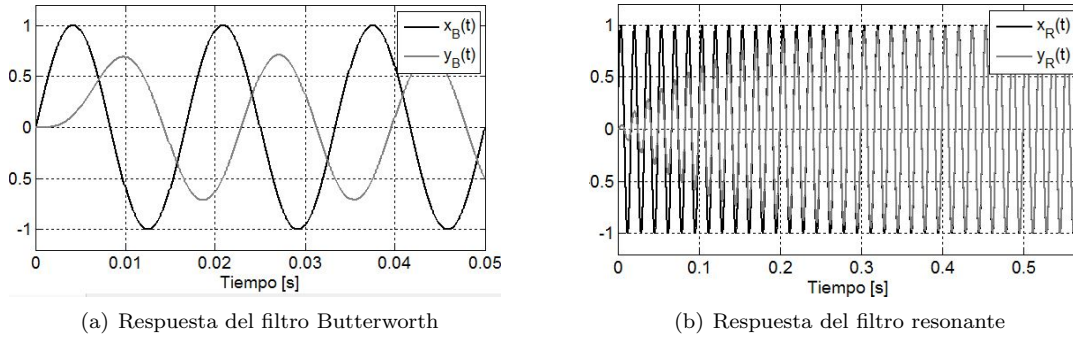 1
0.5
0
0.5
-1
0
0.01
0.02
0.03
0.04
0.05
Tiempo [s]
x_B(t)
y_B(t)
(a) Respuesta del filtro Butterworth
1
0.5
0
0.5
-1
0
0.1
0.2
0.3
0.4
0.5
Tiempo [s]
x_R(t)
y_R(t)
(b) Respuesta del filtro resonante